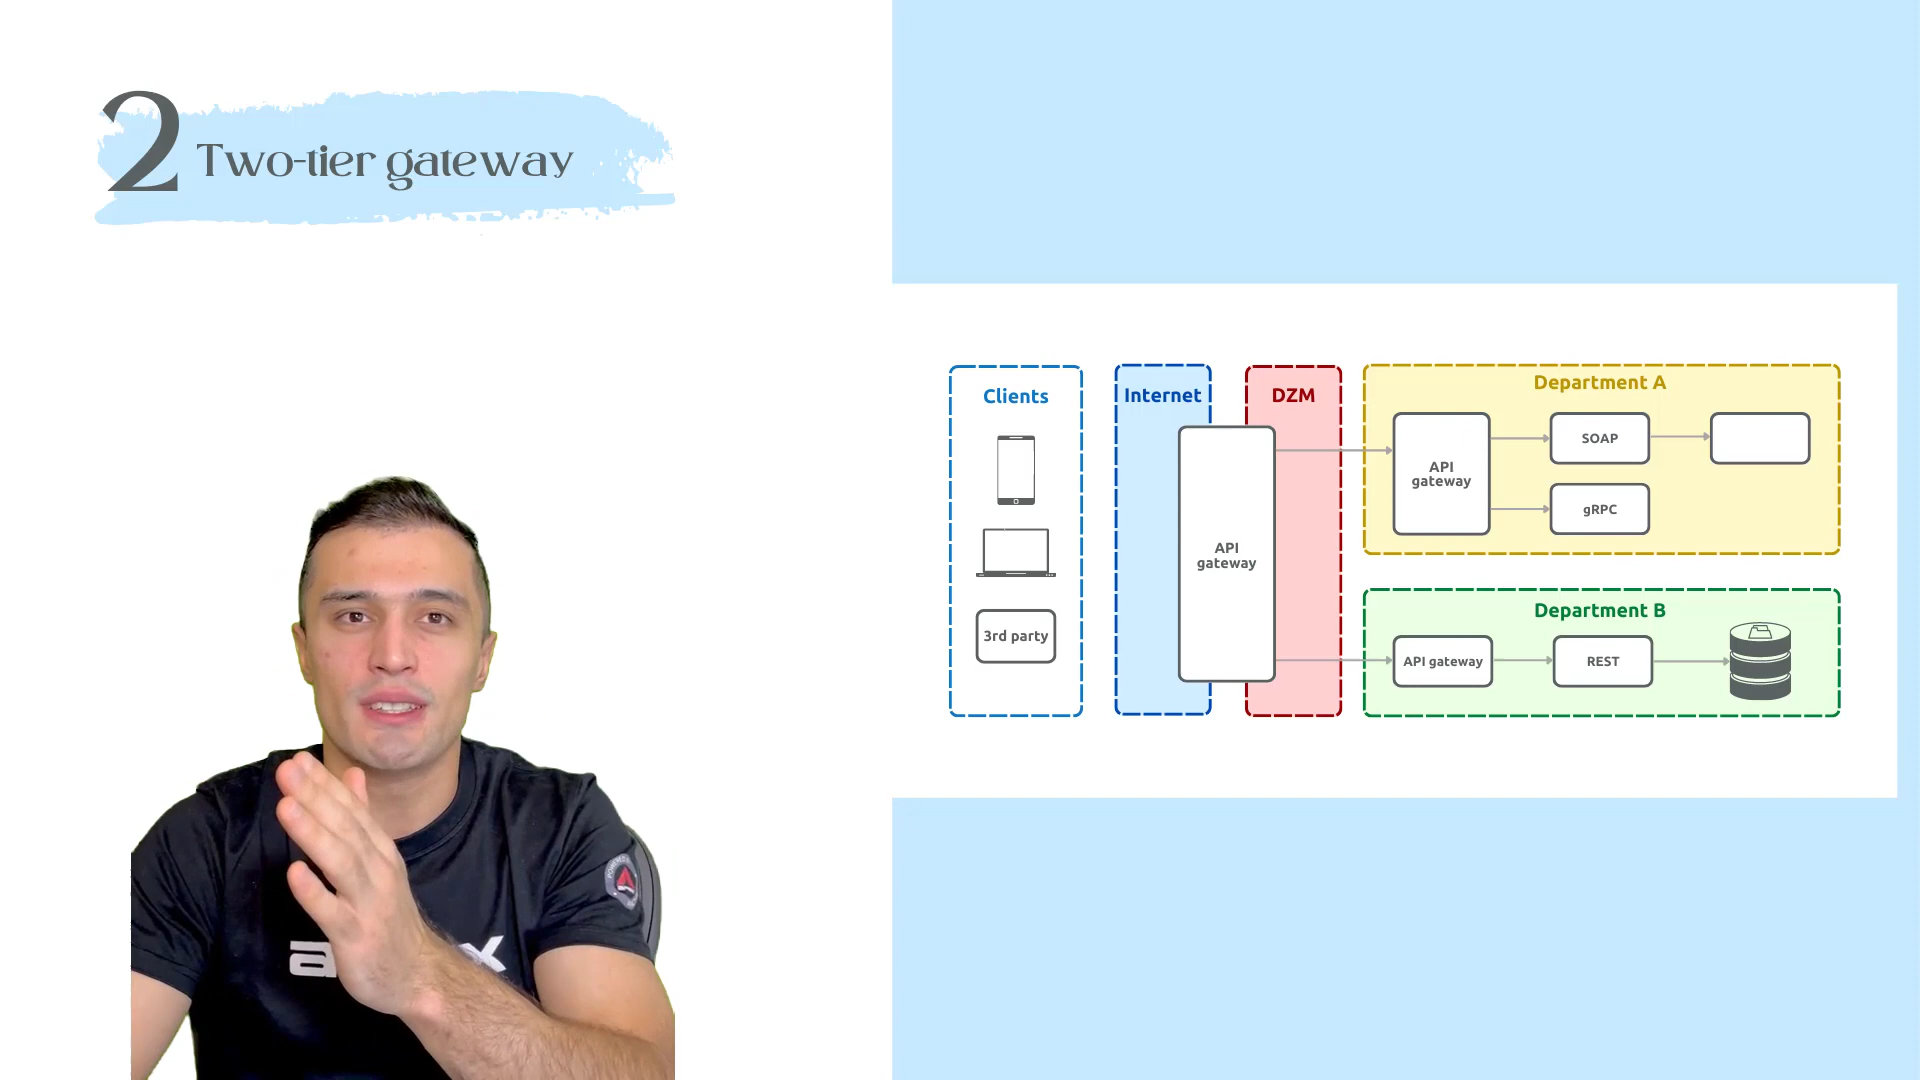 2 Two-tier gateway
Clients
3rd party
Internet
DZM
API
gateway
Department A
API
gateway
SOAP
gRPC
Department B
API gateway
REST